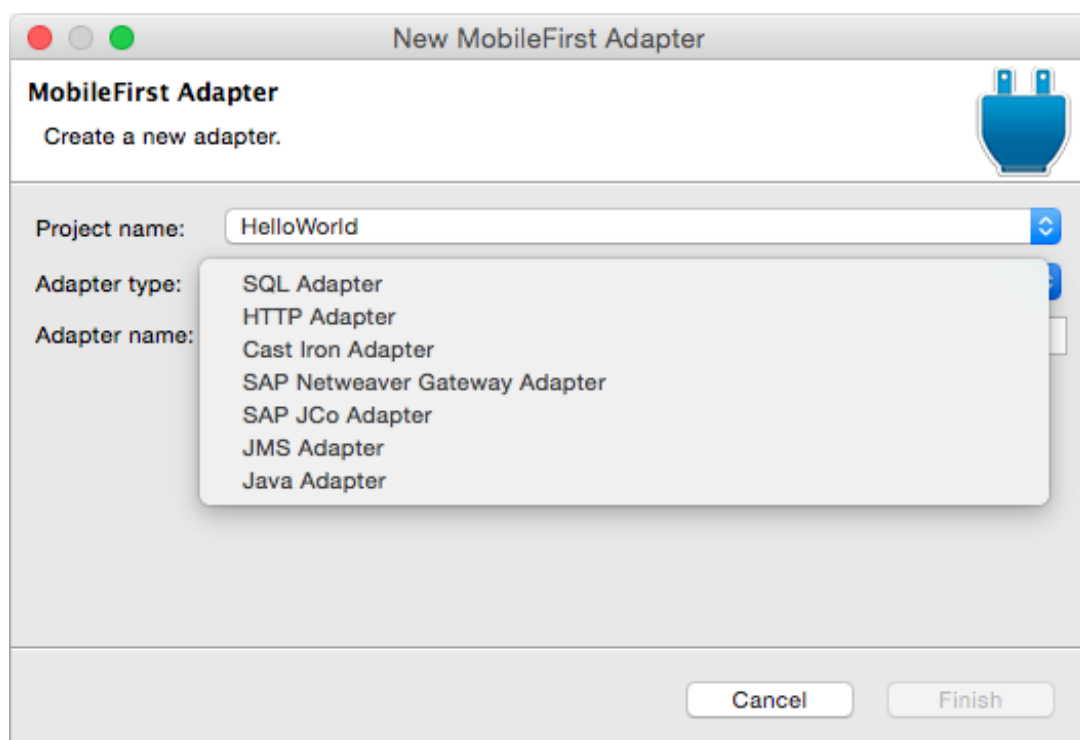 New MobileFirst Adapter
MobileFirst Adapter
Create a new adapter.
Project name: HelloWorld
Adapter type:
SQL Adapter
HTTP Adapter
Adapter name:
Cast Iron Adapter
SAP Netweaver Gateway Adapter
SAP JCo Adapter
JMS Adapter
Java Adapter
Cancel Finish